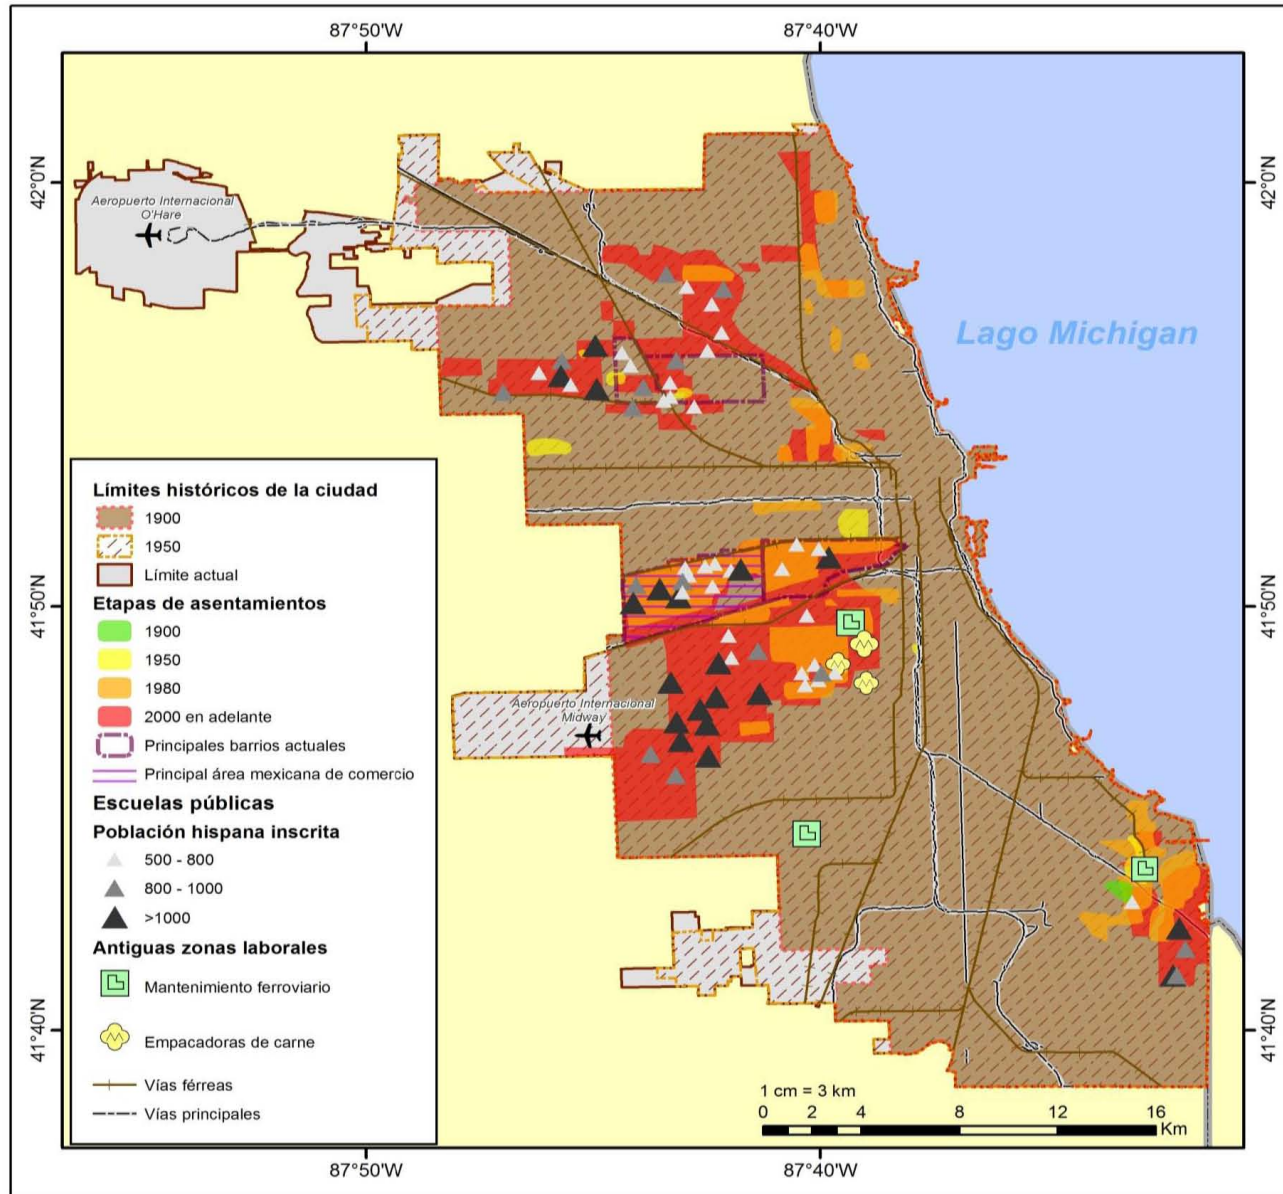 87°50'W
87°40'W
42°0'N
42°0'N
Aeropuerto Internacional
O'Hare
Lago Michigan
Límites históricos de la ciudad
1900
1950
Límite actual
Etapas de asentamientos
1900
1950
1980
2000 en adelante
Principales barrios actuales
Principal área mexicana de comercio
Escuelas públicas
Población hispana inscrita
500 - 800
800 - 1000
>1000
Antiguas zonas laborales
Mantenimiento ferroviario
Empacadoras de carne
Vías férreas
Vías principales
41°50'N
41°50'N
Aeropuerto Internacional
Midway
41°40'N
41°40'N
1 cm = 3 km
0 2 4 8 12 16
Km
87°50'W
87°40'W